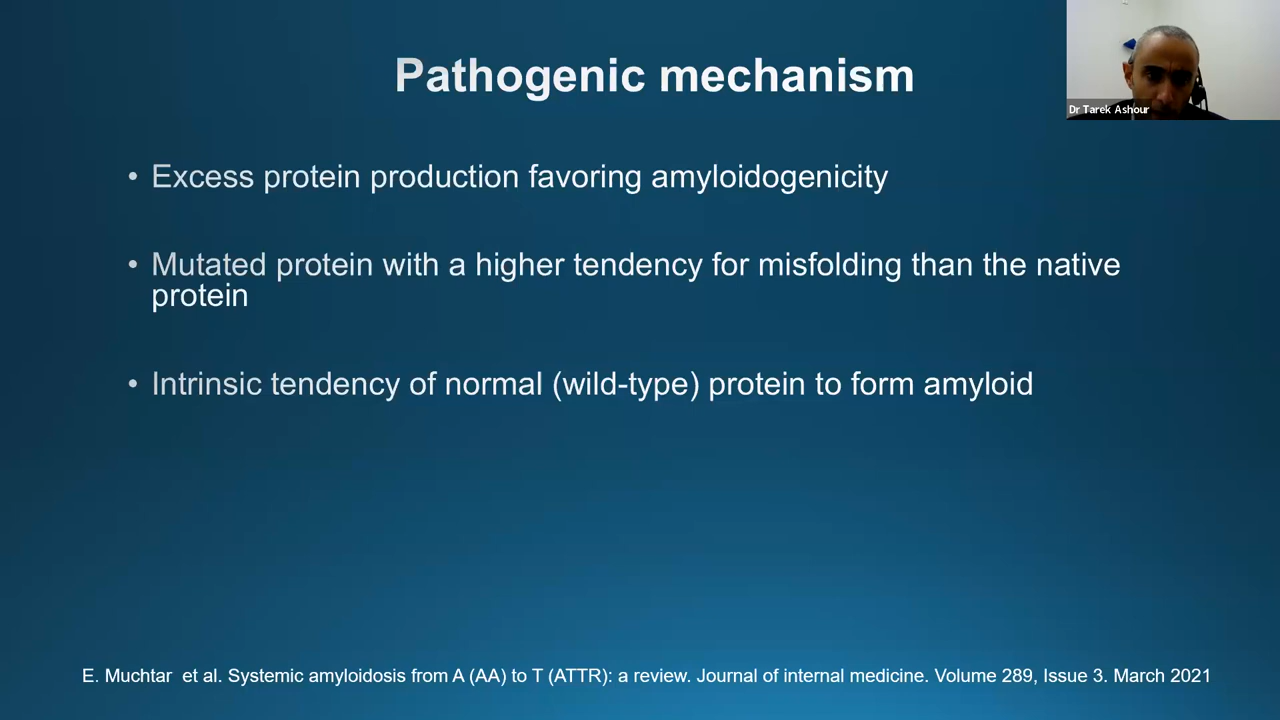 Pathogenic mechanism
Dr Tarek Ashour
• Excess protein production favoring amyloidogenicity
• Mutated protein with a higher tendency for misfolding than the native
protein
• Intrinsic tendency of normal (wild-type) protein to form amyloid
E. Muchtar et al. Systemic amyloidosis from A (AA) to T (ATTR): a review. Journal of internal medicine. Volume 289, Issue 3. March 2021